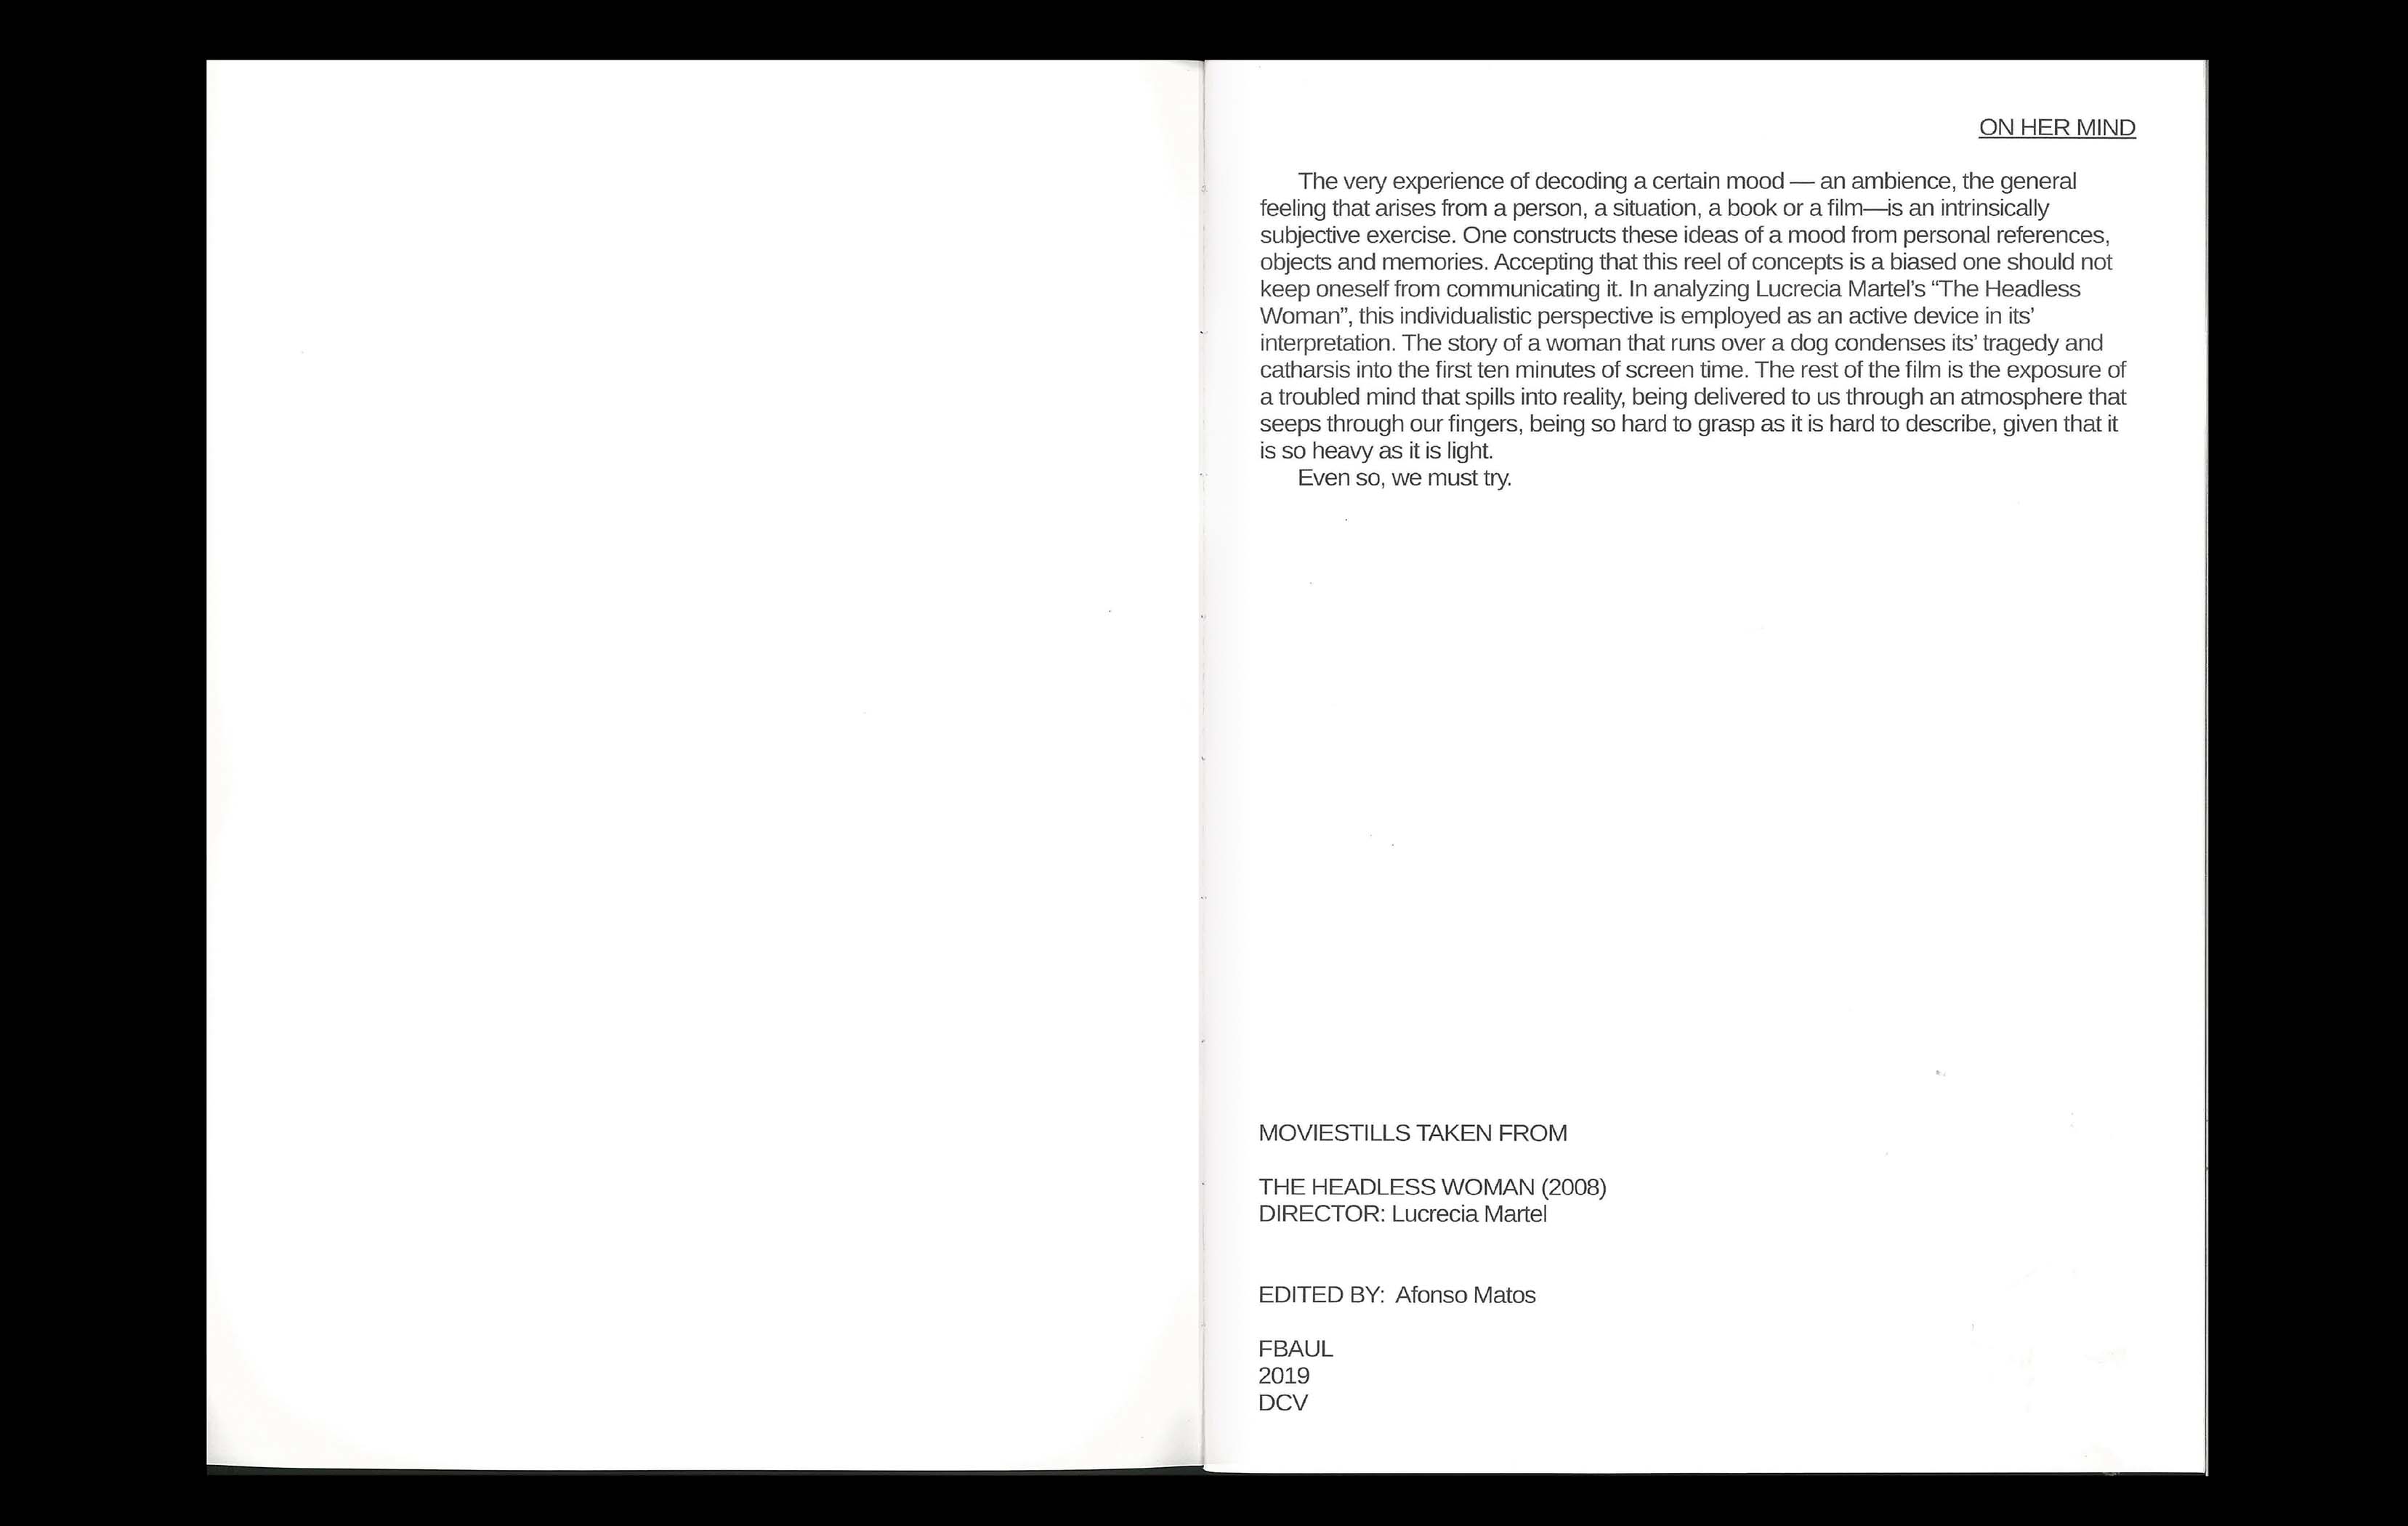 ON HER MIND
The very experience of decoding a certain mood — an ambience, the general
feeling that arises from a person, a situation, a book or a film—is an intrinsically
subjective exercise. One constructs these ideas of a mood from personal references,
objects and memories. Accepting that this reel of concepts is a biased one should not
keep oneself from communicating it. In analyzing Lucrecia Martel’s “The Headless
Woman”, this individualistic perspective is employed as an active device in its’
interpretation. The story of a woman that runs over a dog condenses its’ tragedy and
catharsis into the first ten minutes of screen time. The rest of the film is the exposure of
a troubled mind that spills into reality, being delivered to us through an atmosphere that
seeps through our fingers, being so hard to grasp as it is hard to describe, given that it
is so heavy as it is light.
Even so, we must try.
MOVIESTILLS TAKEN FROM
THE HEADLESS WOMAN (2008)
DIRECTOR: Lucrecia Martel
EDITED BY: Afonso Matos
FBAUL
2019
DCV